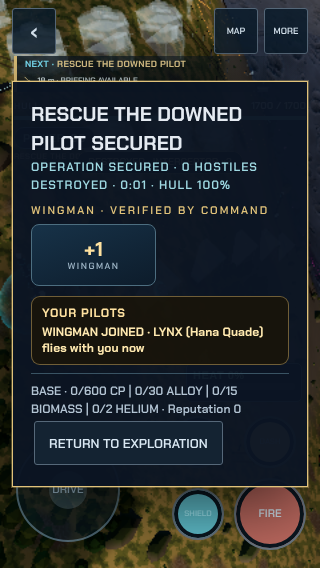 ‹
MAP
MORE
NEXT · RESCUE THE DOWNED PILOT
19 m · BRIEFING AVAILABLE
RESCUE THE DOWNED
PILOT SECURED
OPERATION SECURED · 0 HOSTILES
DESTROYED · 0:01 · HULL 100%
WINGMAN · VERIFIED BY COMMAND
+1
WINGMAN
YOUR PILOTS
WINGMAN JOINED · LYNX (Hana Quade)
flies with you now
BASE · 0/600 CP | 0/30 ALLOY | 0/15
BIOMASS | 0/2 HELIUM · Reputation 0
RETURN TO EXPLORATION
DRIVE
SHIELD
FIRE